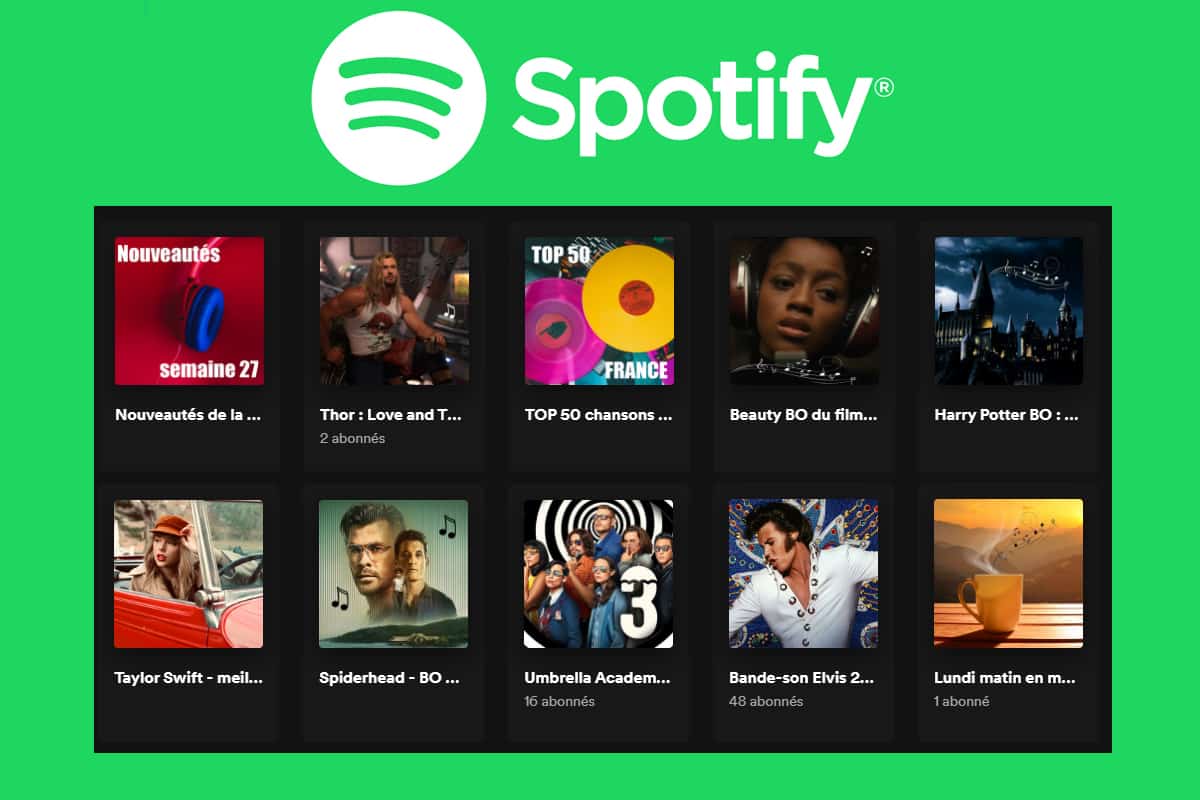 Spotify®
Nouveautés
semaine 27
TOP 50
FRANCE
Nouveautés de la ...
Thor : Love and T...
TOP 50 chansons ...
Beauty BO du film...
Harry Potter BO : ...
2 abonnés
3
Taylor Swift - meil...
Spiderhead - BO ...
Umbrella Academ...
Bande-son Elvis 2...
Lundi matin en m...
16 abonnés
48 abonnés
1 abonné